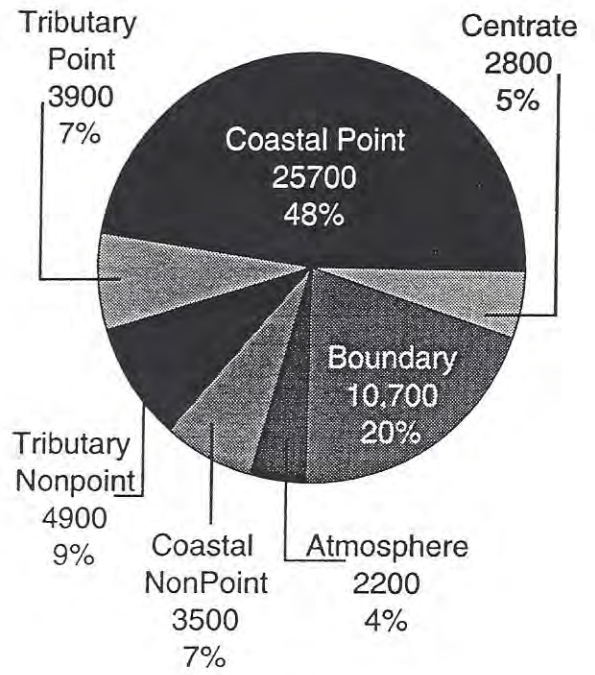 Tributary
Point
3900
7%
Centrate
2800
5%
Coastal Point
25700
48%
Boundary
10,700
20%
Tributary
Nonpoint
4900
9%
Coastal
NonPoint
3500
7%
Atmosphere
2200
4%